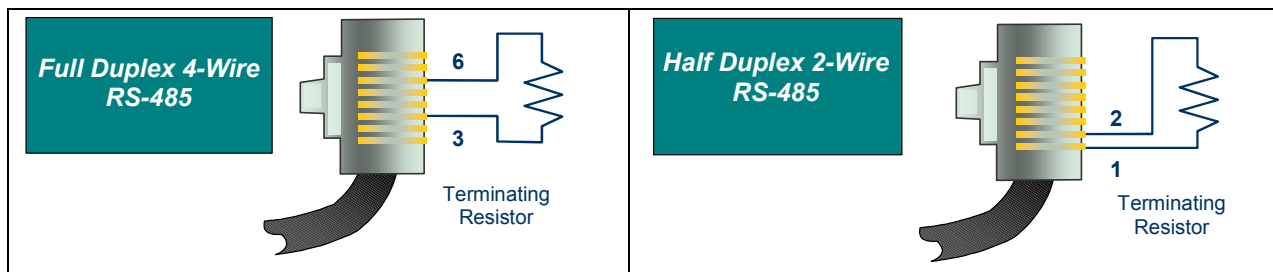 Full Duplex 4-Wire
RS-485
6
3
Terminating
Resistor
Half Duplex 2-Wire
RS-485
2
1
Terminating
Resistor